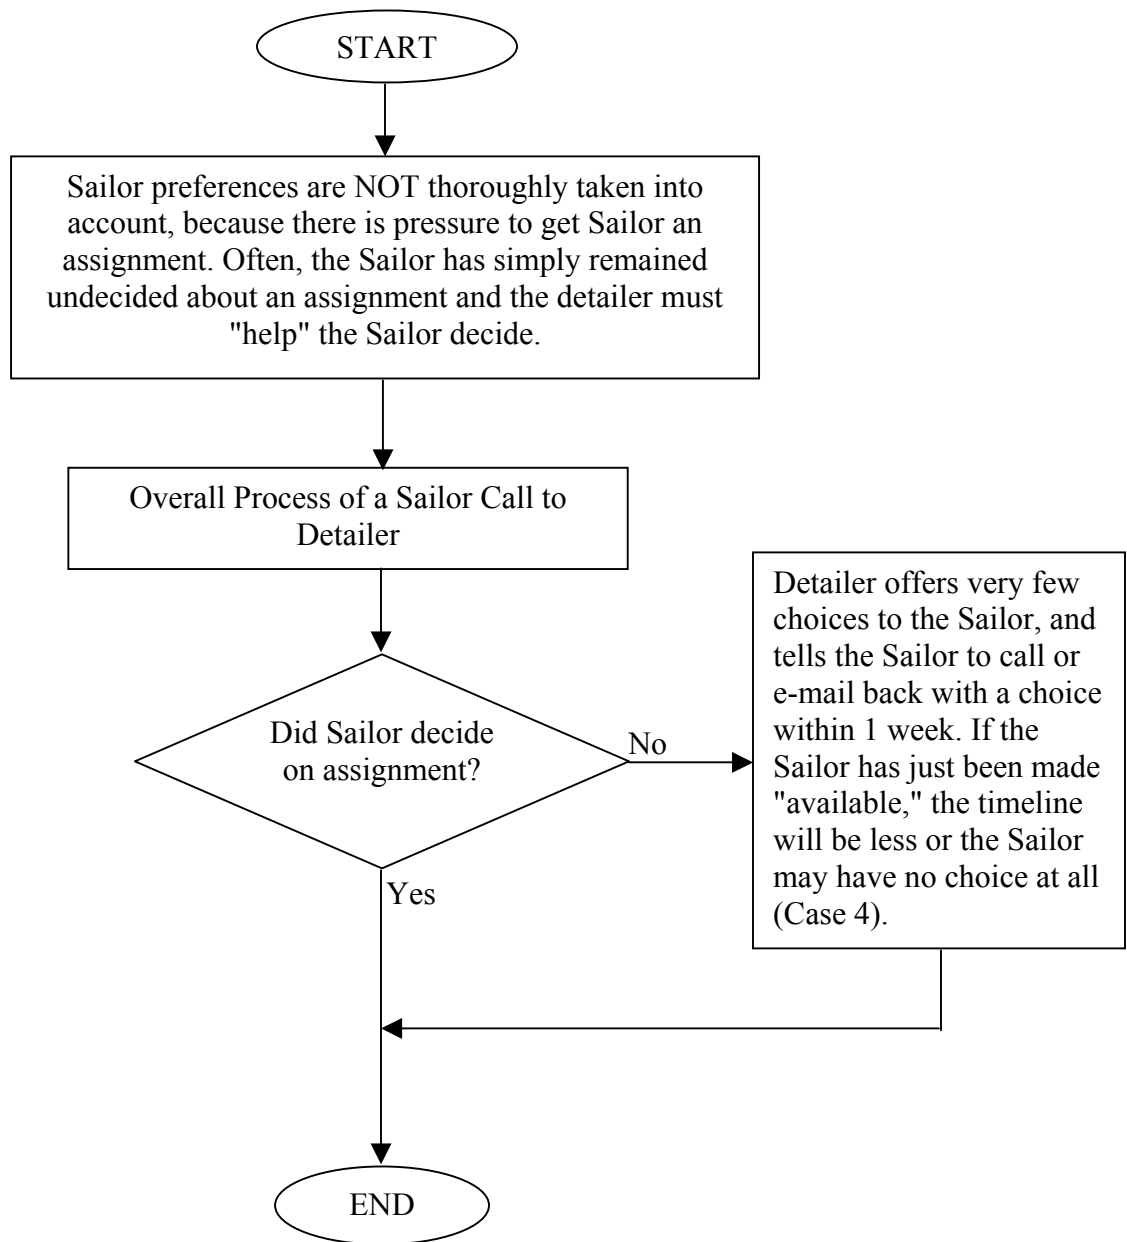 START
Sailor preferences are NOT thoroughly taken into
account, because there is pressure to get Sailor an
assignment. Often, the Sailor has simply remained
undecided about an assignment and the detailer must
"help" the Sailor decide.
Overall Process of a Sailor Call to
Detailer
Did Sailor decide
on assignment?
No
Detailer offers very few
choices to the Sailor, and
tells the Sailor to call or
e-mail back with a choice
within 1 week. If the
Sailor has just been made
"available," the timeline
will be less or the Sailor
may have no choice at all
(Case 4).
Yes
END